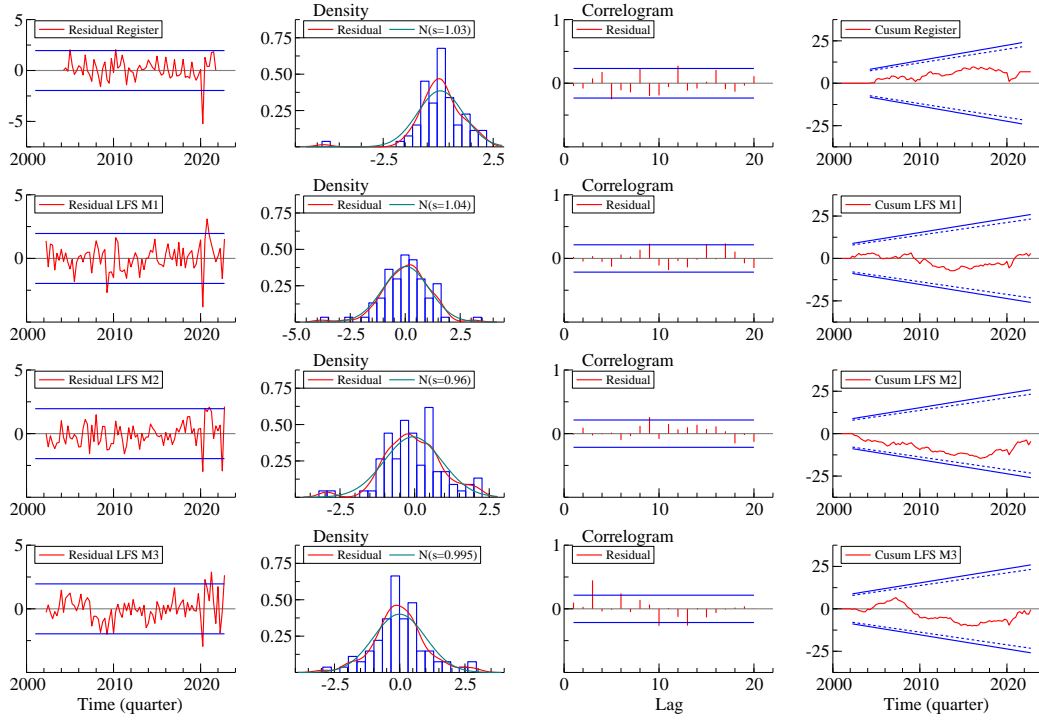 Density Correlogram
5 Residual Register 0.75 Residual N(s=1.03) 1 Residual 25 Cusum Register
0 0.50 0 0
-5 0.25 -25
2000 2010 2020 -2.5 0.0 2.5 0 10 20 2000 2010 2020
Density Correlogram
5 Residual LFS M1 0.75 Residual N(s=1.04) 1 Residual 25 Cusum LFS M1
0 0.50 0 0
0.25 -25
2000 2010 2020 -5.0 -2.5 0.0 2.5 0 10 20 2000 2010 2020
Density Correlogram
5 Residual LFS M2 0.75 Residual N(s=0.96) 1 Residual 25 Cusum LFS M2
0 0.50 0 0
0.25 -25
2000 2010 2020 -2.5 0.0 2.5 0 10 20 2000 2010 2020
Density Correlogram
5 Residual LFS M3 0.75 Residual N(s=0.995) 1 Residual 25 Cusum LFS M3
0 0.50 0 0
0.25 -25
2000 2010 2020 -2.5 0.0 2.5 0 10 20 2000 2010 2020
Time (quarter) Lag Time (quarter)